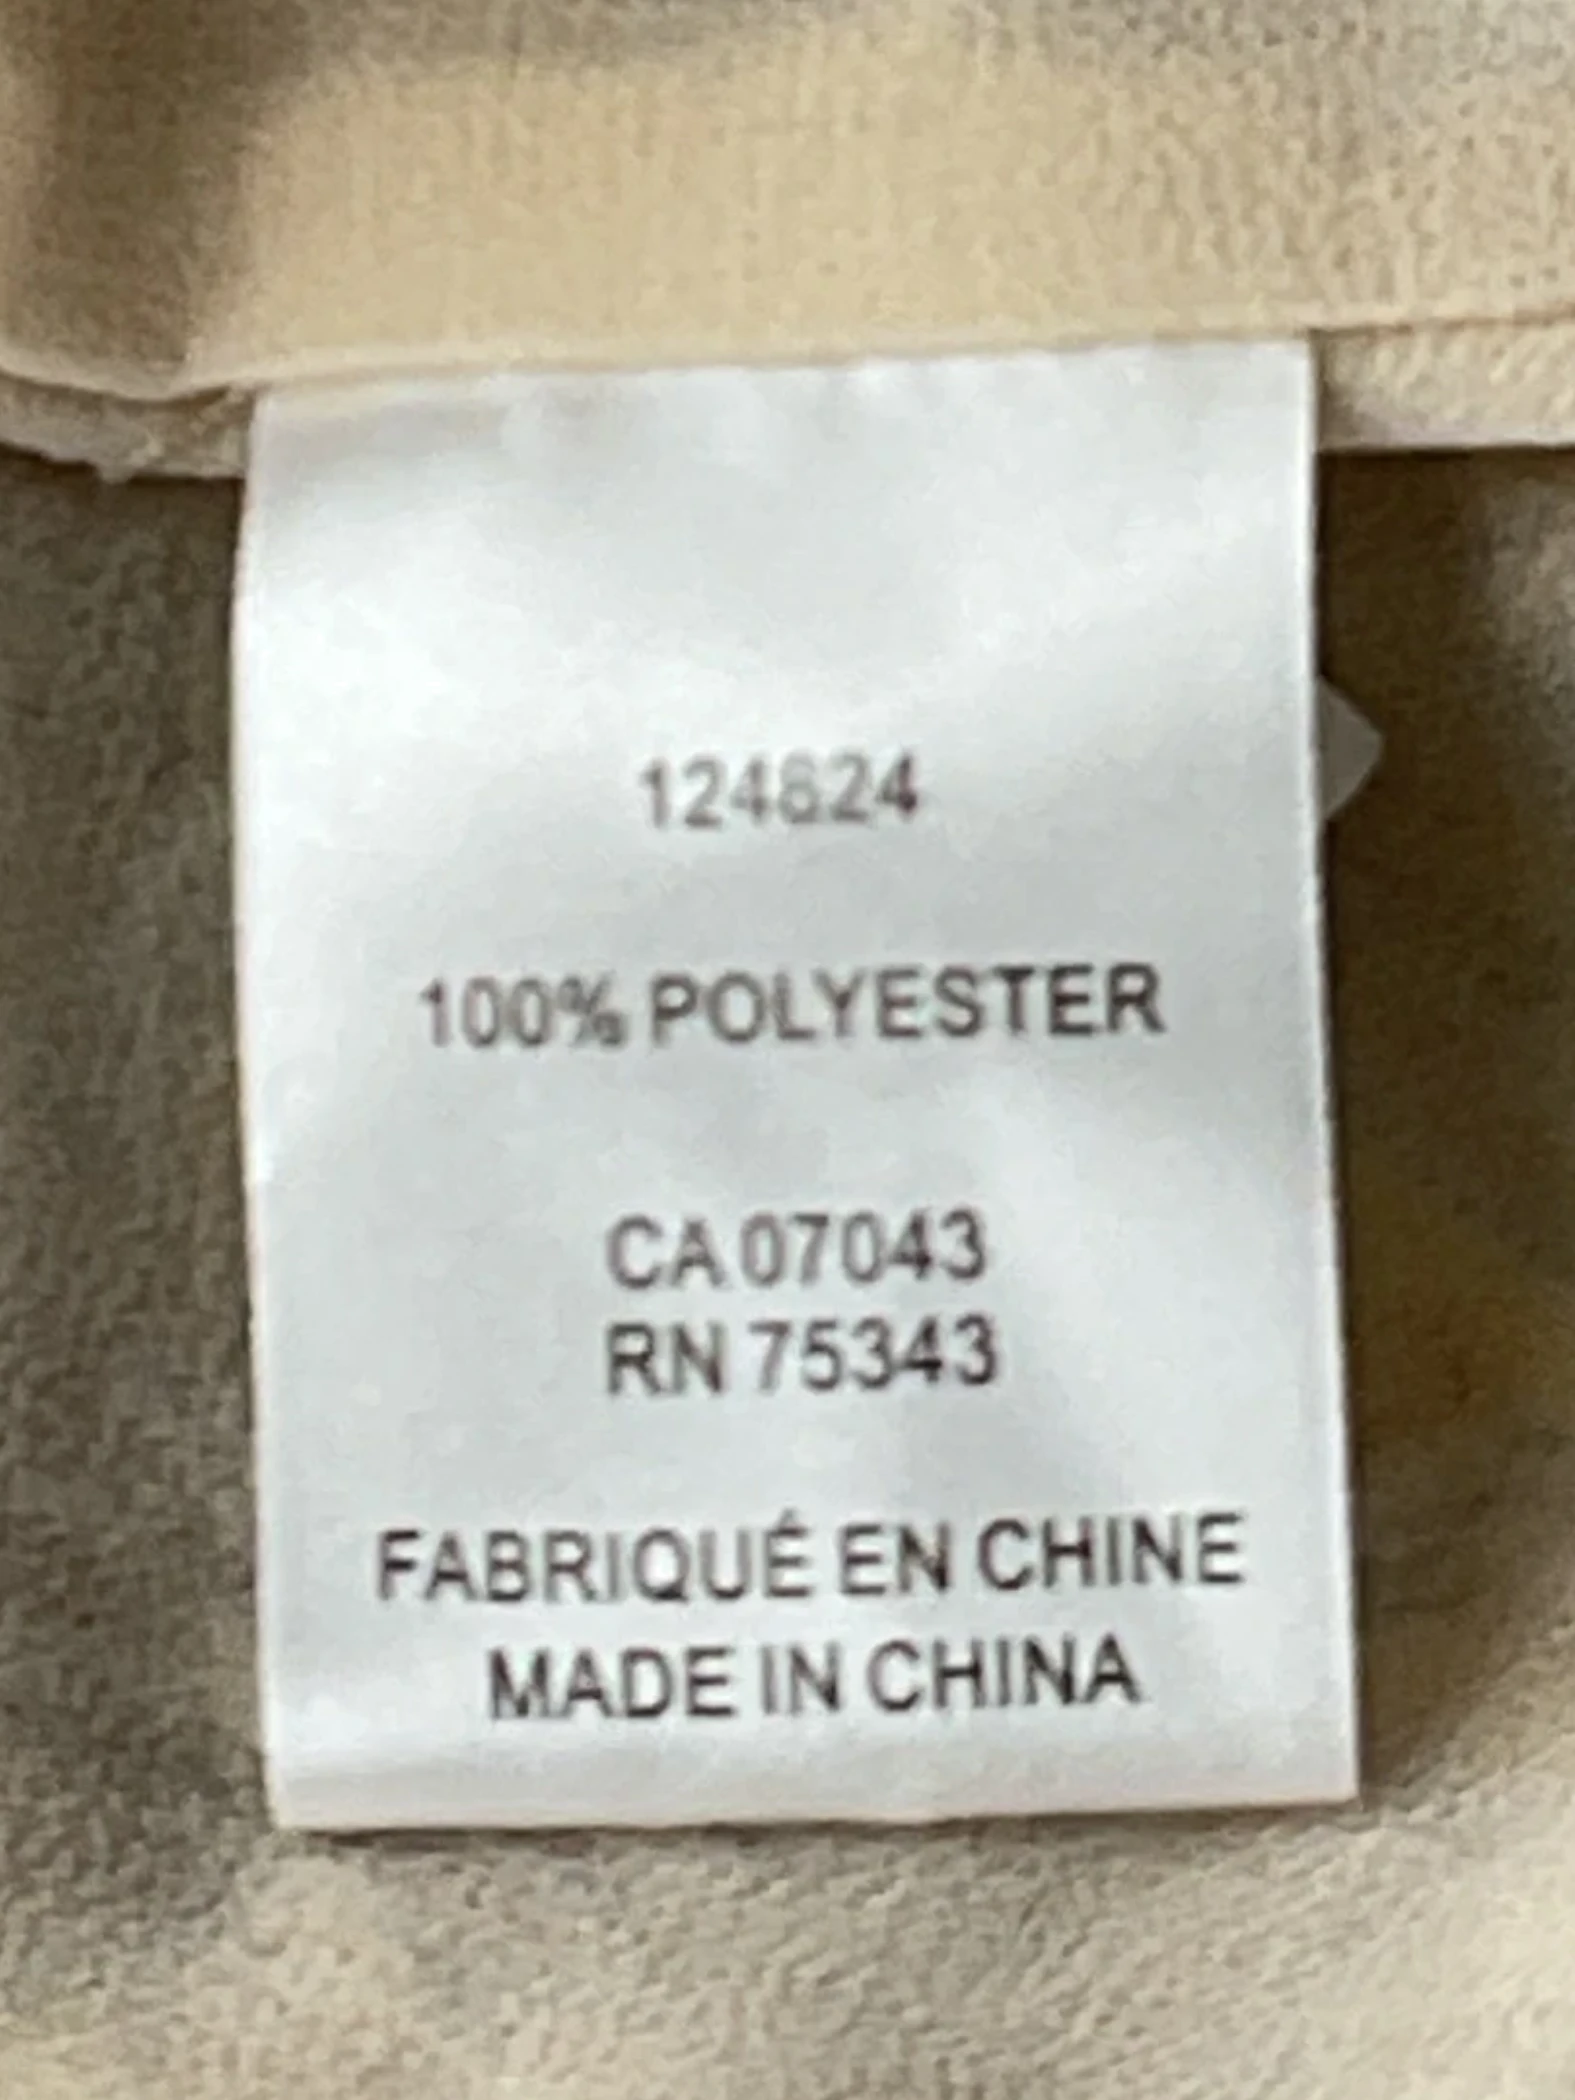 124624
100% POLYESTER
CA 07043
RN 75343
FABRIQUÉ EN CHINE
MADE IN CHINA